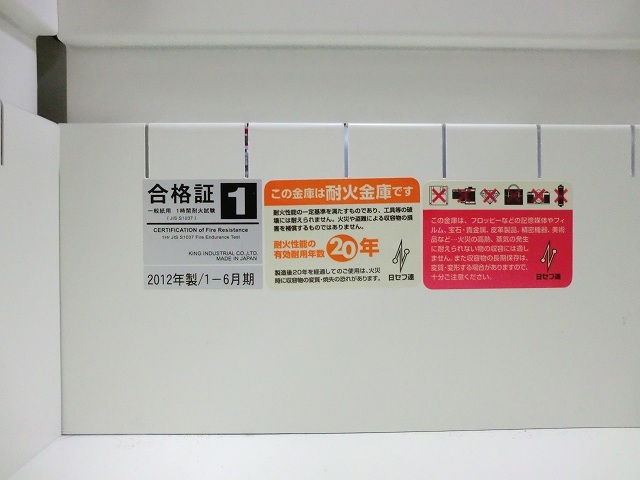 合格証 1
一般紙用 1時間耐火試験
(JIS S1037)
CERTIFICATION of Fire Resistance
1Hr JIS S1037 Fire Endurance Test
KING INDUSTRIAL CO.,LTD.
MADE IN JAPAN
2012年製/1-6月期
この金庫は耐火金庫です
耐火性能の一定基準を満たすものであり、工具等の破
壊には耐えられません。火災や盗難による収容物の損
害を補償するものではありません。
耐火性能の
有効耐用年数 20年
製造後20年を経過してのご使用は、火災
時に収容物の変質・焼失の恐れがあります。
日セフ連
この金庫は、フロッピーなどの記憶媒体やフィ
ルム、宝石・貴金属、皮革製品、精密機器、美術
品など…火災の高熱、蒸気の発生
に耐えられない物の収容には適し
ません。また収容物の長期保存は、
変質・変形する場合がありますので、
十分ご注意ください。
日セフ連